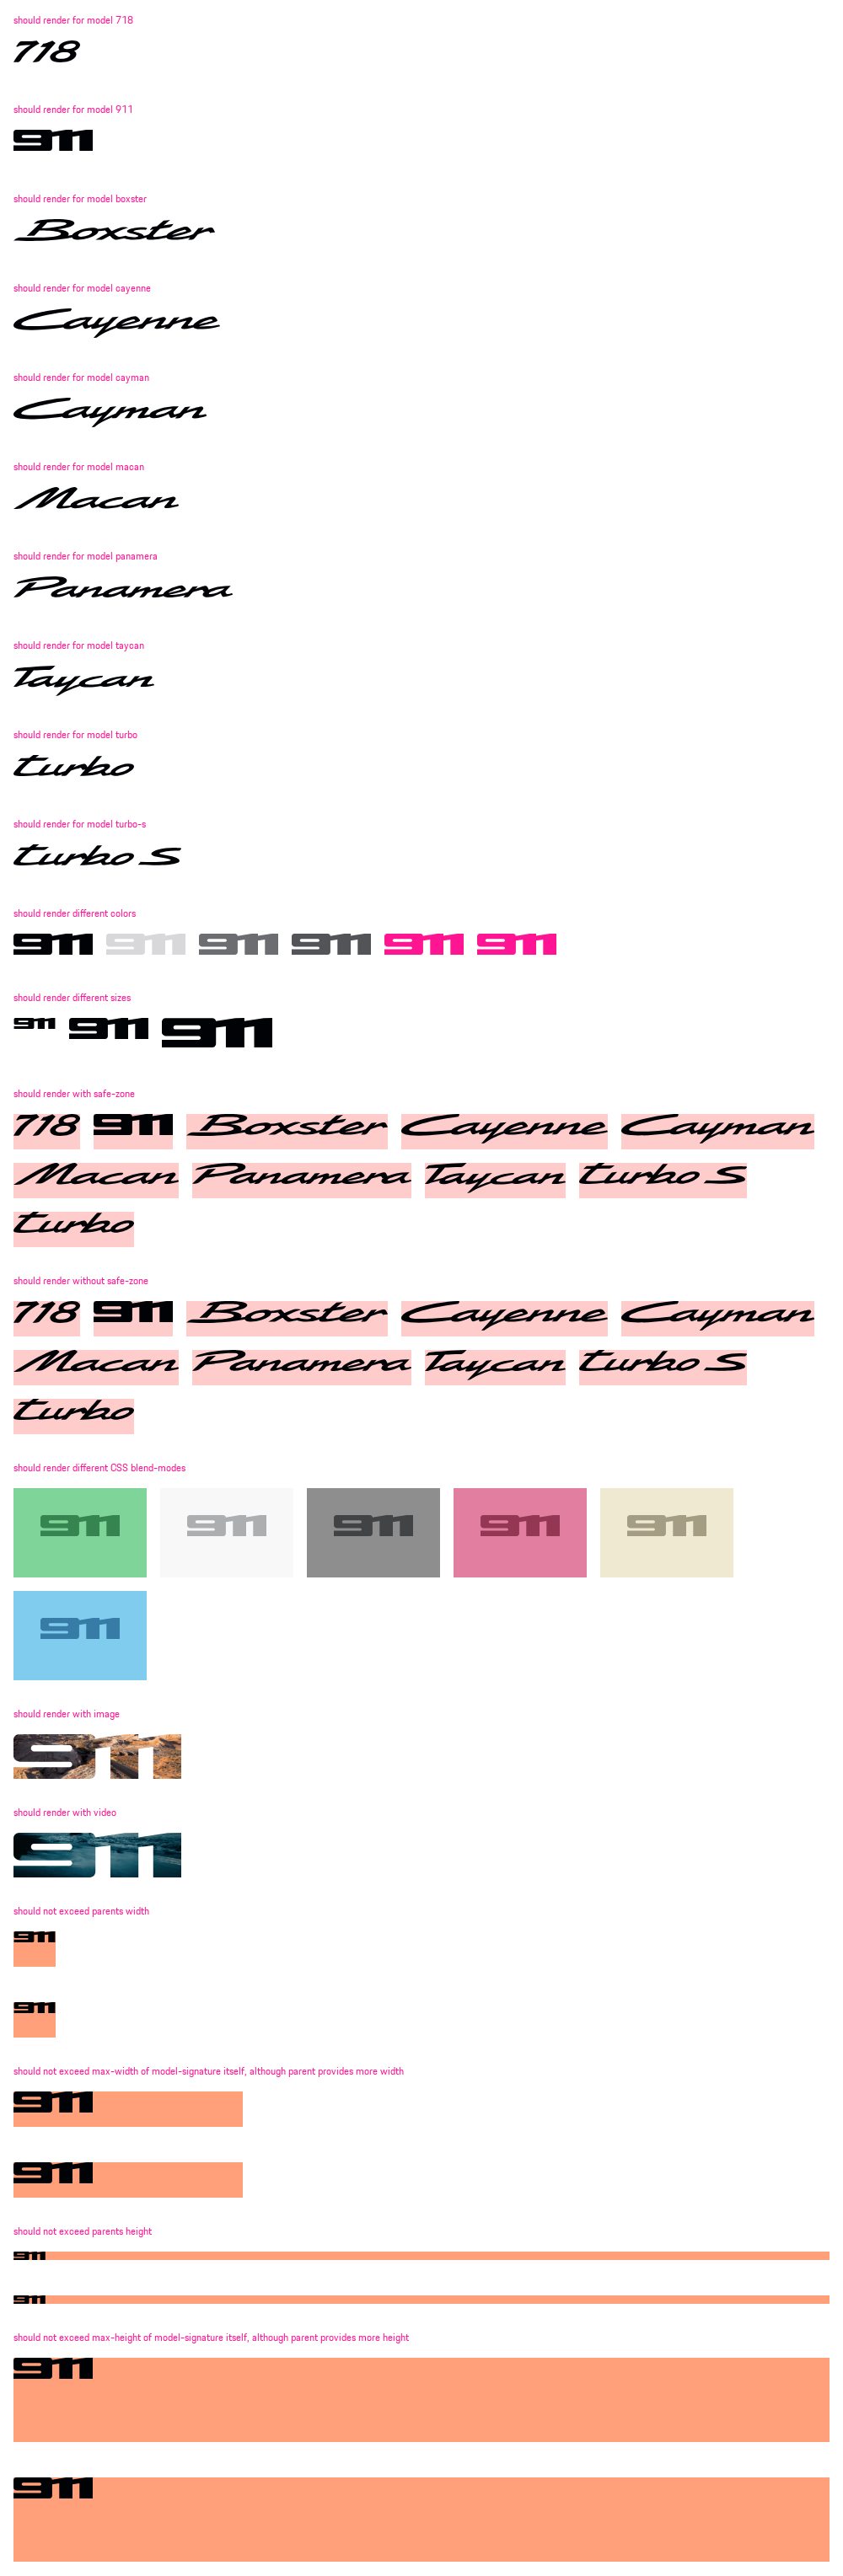 should render for model 718
718
should render for model 911
911
should render for model boxster
Boxster
should render for model cayenne
Cayenne
should render for model cayman
Cayman
should render for model macan
Macan
should render for model panamera
Panamera
should render for model taycan
Taycan
should render for model turbo
turbo
should render for model turbo-s
turbo S
should render different colors
911 911 911 911 911 911
should render different sizes
911 911 911
should render with safe-zone
718 911 Boxster Cayenne Cayman
Macan Panamera Taycan turbo S
turbo
should render without safe-zone
718 911 Boxster Cayenne Cayman
Macan Panamera Taycan turbo S
turbo
should render different CSS blend-modes
911 911 911 911 911
911
should render with image
911
should render with video
911
should not exceed parents width
911
911
should not exceed max-width of model-signature itself, although parent provides more width
911
911
should not exceed parents height
911
911
should not exceed max-height of model-signature itself, although parent provides more height
911
911